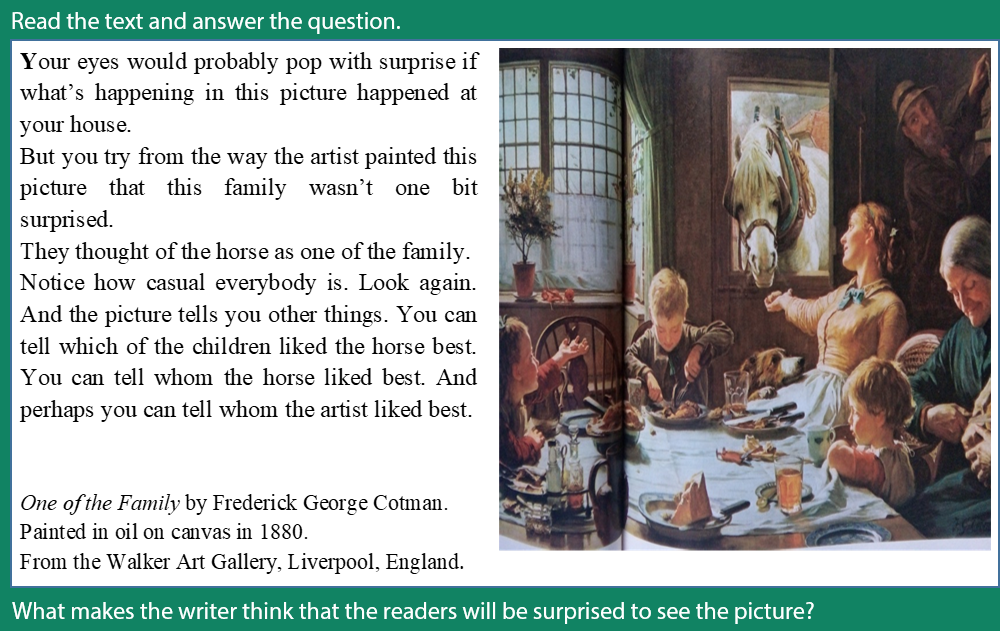 Read the text and answer the question.
Your eyes would probably pop with surprise if
what's happening in this picture happened at
your house.
But you try from the way the artist painted this
picture that this family wasn't one bit
surprised.
They thought of the horse as one of the family.
Notice how casual everybody is. Look again.
And the picture tells you other things. You can
tell which of the children liked the horse best.
You can tell whom the horse liked best. And
perhaps you can tell whom the artist liked best.
One of the Family by Frederick George Cotman.
Painted in oil on canvas in 1880.
From the Walker Art Gallery, Liverpool, England.
What makes the writer think that the readers will be surprised to see the picture?